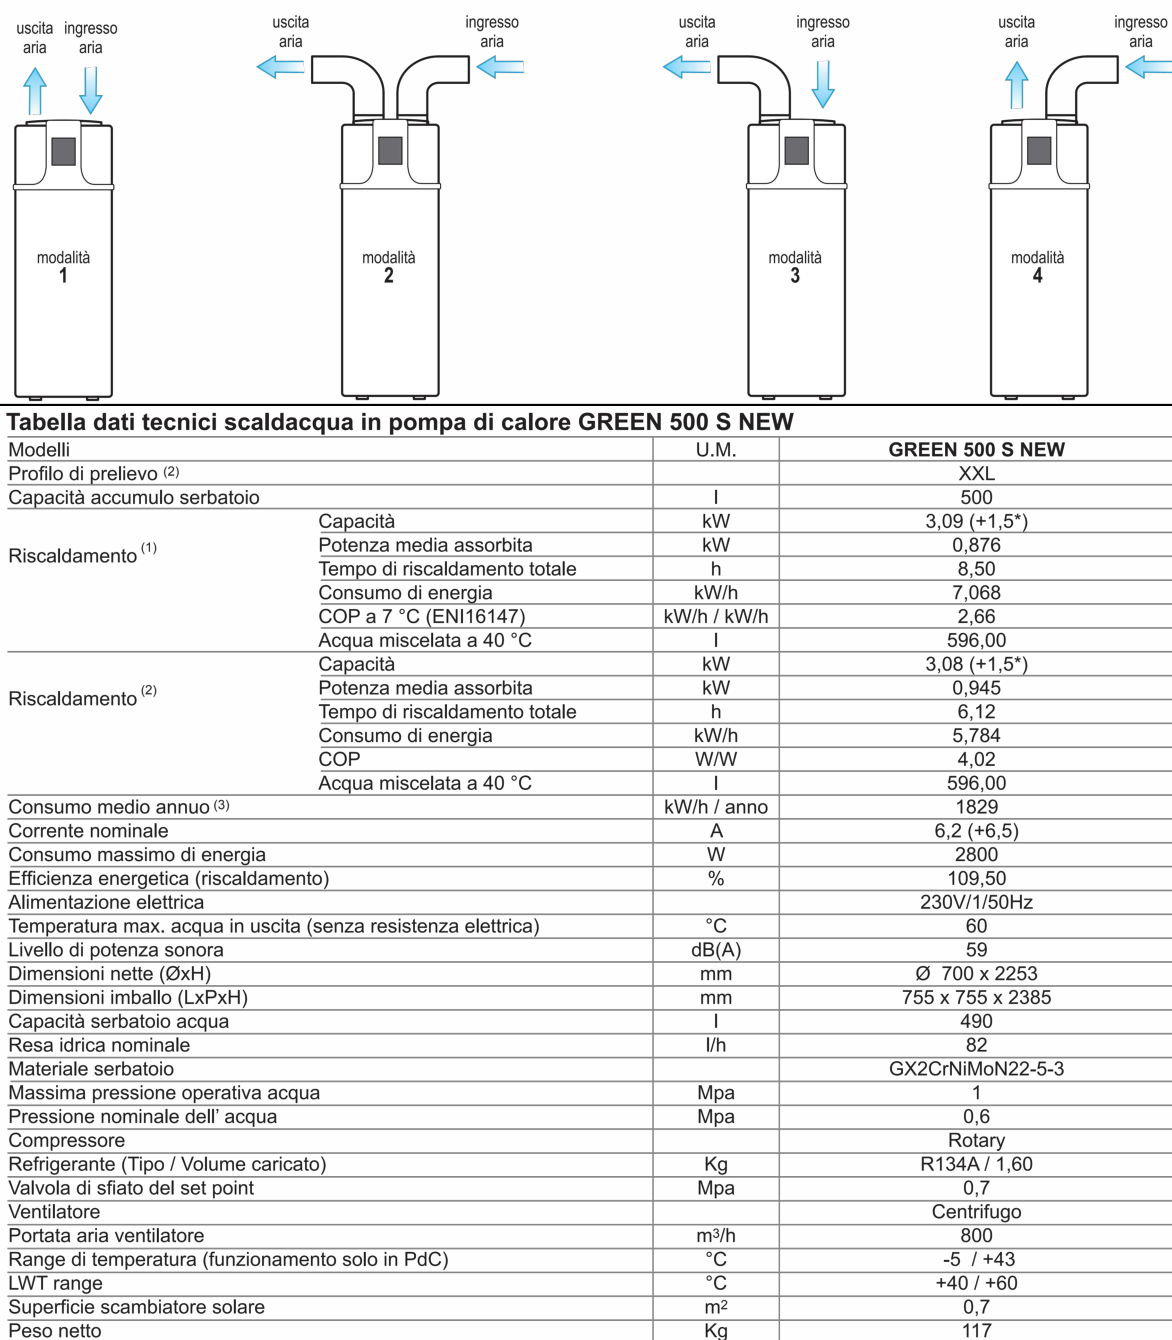 uscita aria
ingresso aria
modalità
1
uscita aria
ingresso aria
modalità
2
uscita aria
ingresso aria
modalità
3
uscita aria
ingresso aria
modalità
4
Tabella dati tecnici scaldacqua in pompa di calore GREEN 500 S NEW
Modelli U.M. GREEN 500 S NEW
Profilo di prelievo (2) XXL
Capacità accumulo serbatoio l 500
Riscaldamento (1)
Capacità kW 3,09 (+1,5*)
Potenza media assorbita kW 0,876
Tempo di riscaldamento totale h 8,50
Consumo di energia kW/h 7,068
COP a 7 °C (ENI16147) kW/h / kW/h 2,66
Acqua miscelata a 40 °C l 596,00
Riscaldamento (2)
Capacità kW 3,08 (+1,5*)
Potenza media assorbita kW 0,945
Tempo di riscaldamento totale h 6,12
Consumo di energia kW/h 5,784
COP W/W 4,02
Acqua miscelata a 40 °C l 596,00
Consumo medio annuo (3) kW/h / anno 1829
Corrente nominale A 6,2 (+6,5)
Consumo massimo di energia W 2800
Efficienza energetica (riscaldamento) % 109,50
Alimentazione elettrica 230V/1/50Hz
Temperatura max. acqua in uscita (senza resistenza elettrica) °C 60
Livello di potenza sonora dB(A) 59
Dimensioni nette (ØxH) mm Ø 700 x 2253
Dimensioni imballo (LxPxH) mm 755 x 755 x 2385
Capacità serbatoio acqua l 490
Resa idrica nominale l/h 82
Materiale serbatoio GX2CrNiMoN22-5-3
Massima pressione operativa acqua Mpa 1
Pressione nominale dell' acqua Mpa 0,6
Compressore Rotary
Refrigerante (Tipo / Volume caricato) Kg R134A / 1,60
Valvola di sfiato del set point Mpa 0,7
Ventilatore Centrifugo
Portata aria ventilatore m3/h 800
Range di temperatura (funzionamento solo in PdC) °C -5 / +43
LWT range °C +40 / +60
Superficie scambiatore solare m2 0,7
Peso netto Kg 117